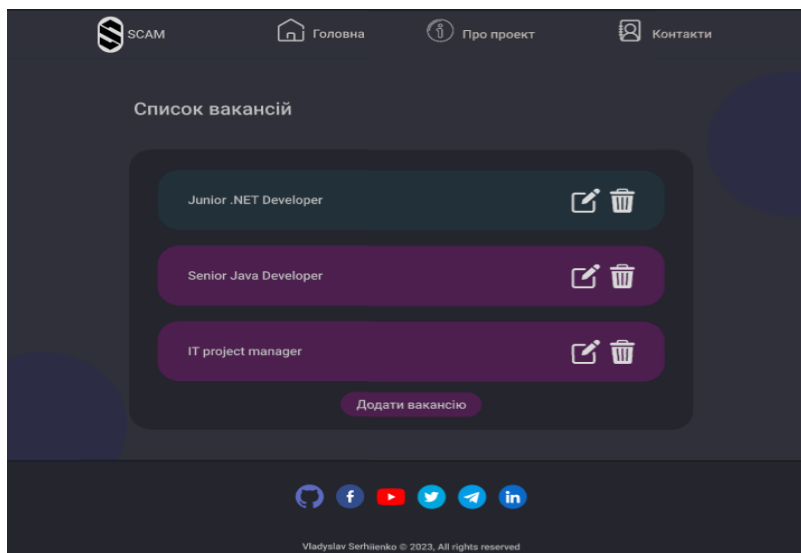 SCAM
Головна
Про проект
Контакти
Список вакансій
Junior .NET Developer
Senior Java Developer
IT project manager
Додати вакансію
Vladyslav Serhiienko © 2023, All rights reserved